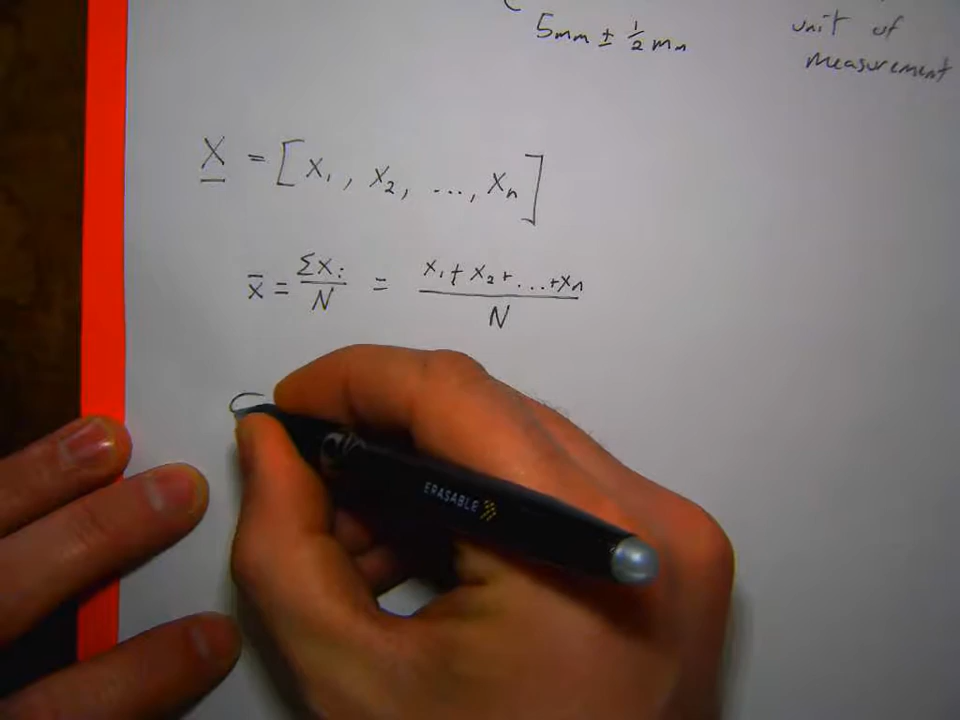 5mm ± 1/2 mm
unit of
measurement
X = [x₁, x₂, ..., xₙ]
x̄ = Σxᵢ/N = x₁+x₂+...+xₙ/N
ERASABLE